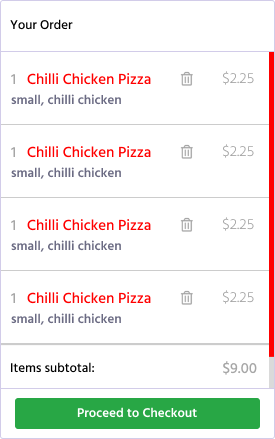 Your Order
1 Chilli Chicken Pizza $2.25
small, chilli chicken
1 Chilli Chicken Pizza $2.25
small, chilli chicken
1 Chilli Chicken Pizza $2.25
small, chilli chicken
1 Chilli Chicken Pizza $2.25
small, chilli chicken
Items subtotal: $9.00
Proceed to Checkout